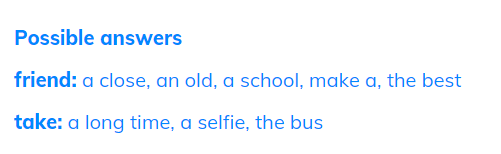 Possible answers
friend: a close, an old, a school, make a, the best
take: a long time, a selfie, the bus